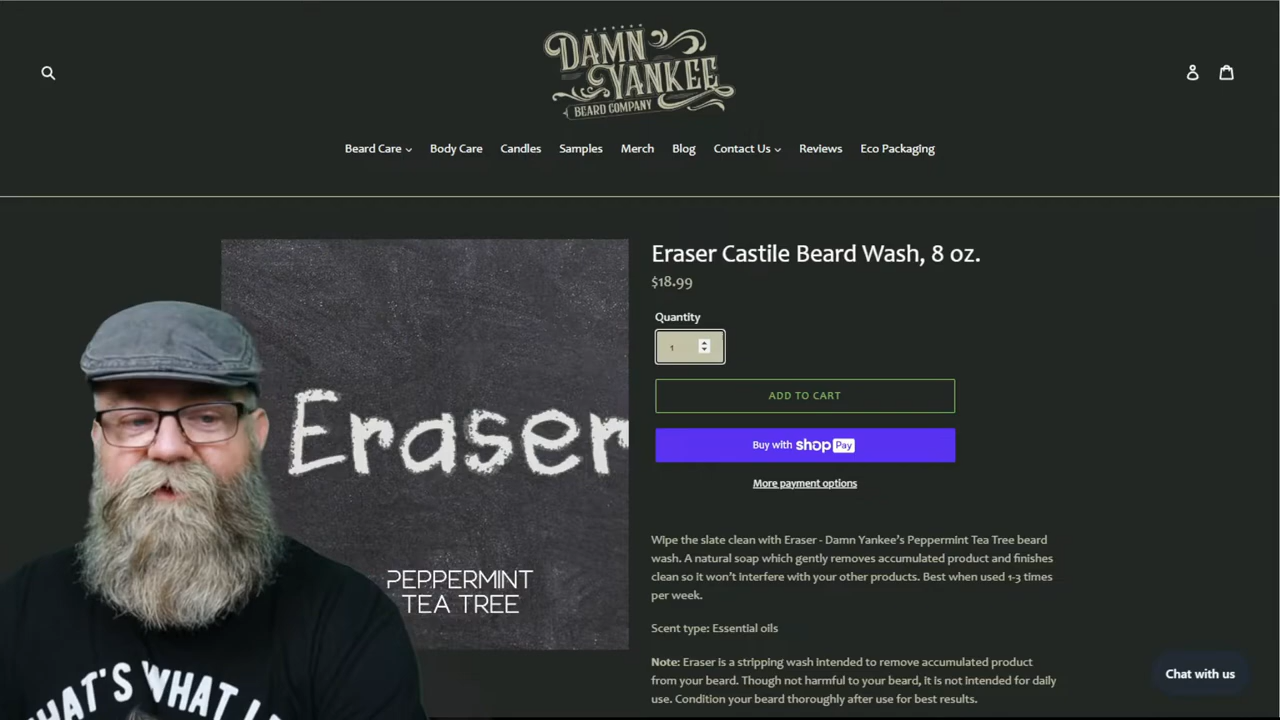 DAMN
YANKEE
BEARD COMPANY
Beard Care Body Care Candles Samples Merch Blog Contact Us Reviews Eco Packaging
Eraser
PEPPERMINT
TEA TREE
Eraser Castile Beard Wash, 8 oz.
$18.99
Quantity
1
ADD TO CART
Buy with shop Pay
More payment options
Wipe the slate clean with Eraser - Damn Yankee's Peppermint Tea Tree beard
wash. A natural soap which gently removes accumulated product and finishes
clean so it won't interfere with your other products. Best when used 1-3 times
per week.
Scent type: Essential oils
Note: Eraser is a stripping wash intended to remove accumulated product
from your beard. Though not harmful to your beard, it is not intended for daily
use. Condition your beard thoroughly after use for best results.
Chat with us
WHAT I